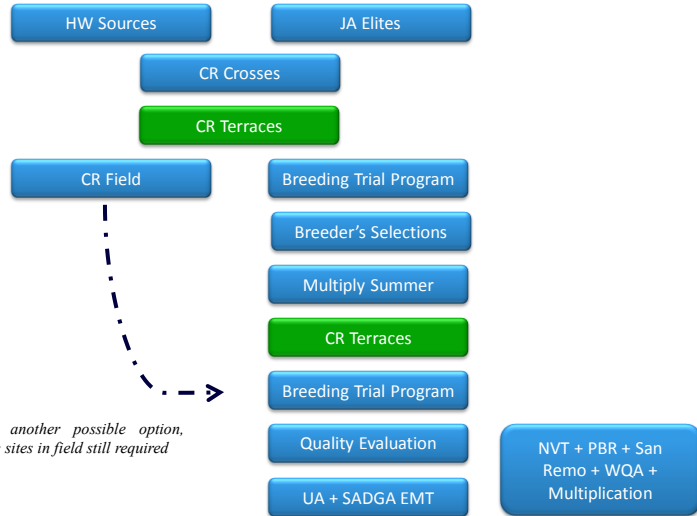 HW Sources
JA Elites
CR Crosses
CR Terraces
CR Field
Breeding Trial Program
Breeder's Selections
Multiply Summer
CR Terraces
Breeding Trial Program
another possible option,
sites in field still required
Quality Evaluation
NVT + PBR + San
Remo + WQA +
Multiplication
UA + SADGA EMT